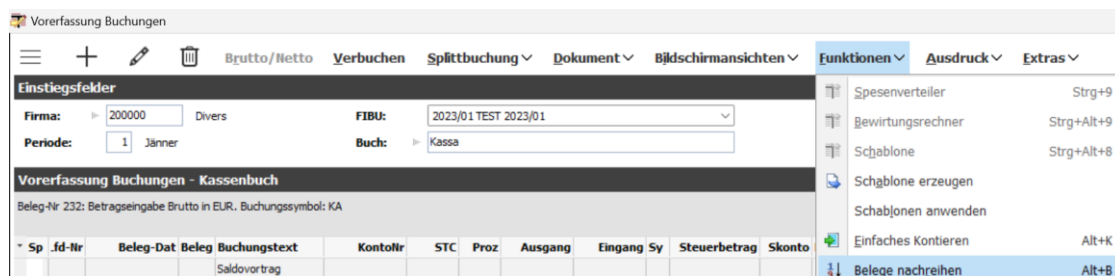 Vorerfassung Buchungen
Brutto/Netto Verbuchen Splittbuchung Dokument Bildschirmansichten Funktionen Ausdruck Extras
Einstiegsfelder
Firma: 200000 Divers FIBU: 2023/01 TEST 2023/01
Periode: 1 Jänner Buch: Kassa
Vorerfassung Buchungen - Kassenbuch
Beleg-Nr 232: Betragseingabe Brutto in EUR. Buchungssymbol: KA
Sp .fd-Nr Beleg-Dat Beleg Buchungstext KontoNr STC Proz Ausgang Eingang Sy Steuerbetrag Skonto
Saldovortrag
Spesenverteiler Strg+9
Bewirtungsrechner Strg+Alt+9
Schablone Strg+Alt+8
Schablone erzeugen
Schablonen anwenden
Einfaches Kontieren Alt+K
Belege nachreihen Alt+B